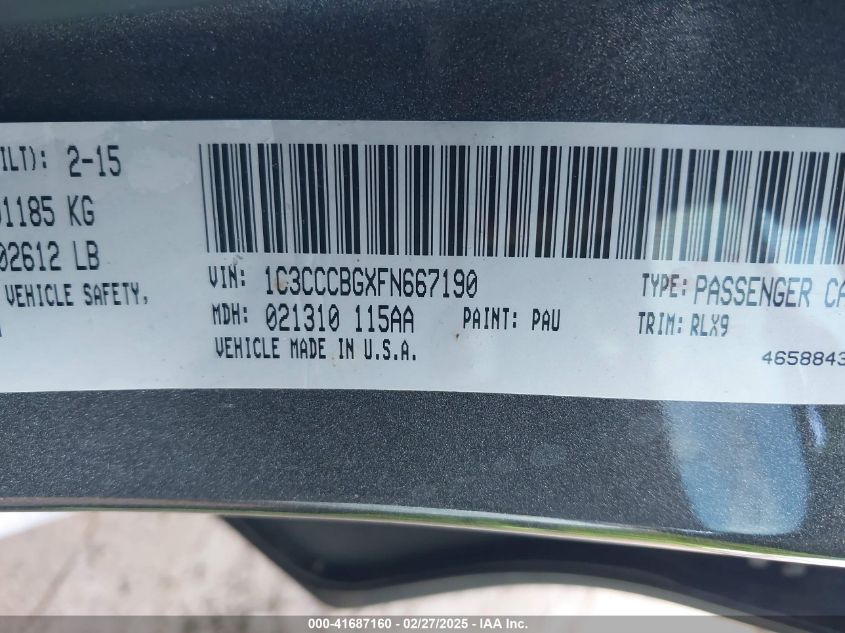 ILT): 2-15
01185 KG
02612 LB
VEHICLE SAFETY,
VIN: 1C3CCCBGXFN667190
TYPE: PASSENGER CA
MDH: 021310 115AA
PAINT: PAU
TRIM: RLX9
VEHICLE MADE IN U.S.A.
4658843
000-41687160 - 02/27/2025 - IAA Inc.